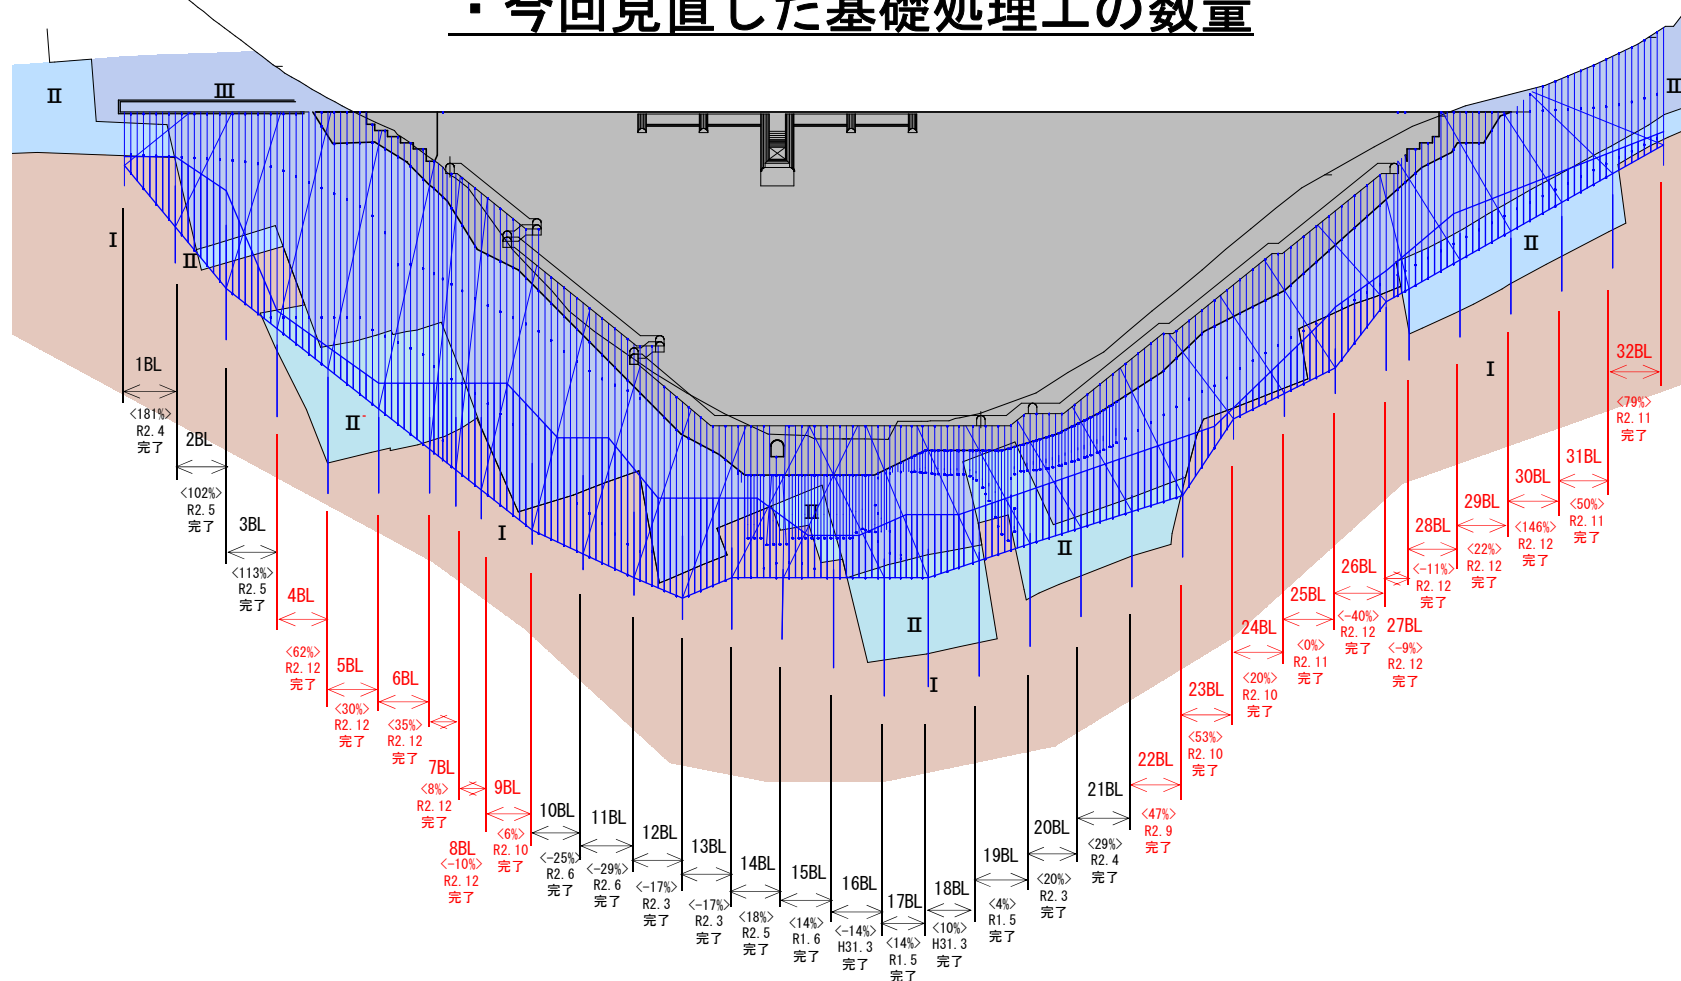 ・今回見直した基礎処理工の数量
Ⅱ
Ⅲ
Ⅲ
Ⅰ
Ⅱ
Ⅱ
Ⅱ
Ⅰ
Ⅱ
Ⅱ
Ⅱ
Ⅰ
Ⅰ
1BL
<181%>
R2.4
完了
2BL
<102%>
R2.5
完了
3BL
<113%>
R2.5
完了
4BL
<62%>
R2.12
完了
5BL
<30%>
R2.12
完了
6BL
<35%>
R2.12
完了
7BL
<8%>
R2.12
完了
8BL
<-10%>
R2.12
完了
9BL
<6%>
R2.10
完了
10BL
<-25%>
R2.6
完了
11BL
<-29%>
R2.6
完了
12BL
<-17%>
R2.3
完了
13BL
<-17%>
R2.3
完了
14BL
<18%>
R2.5
完了
15BL
<14%>
R1.6
完了
16BL
<-14%>
H31.3
完了
17BL
<14%>
R1.5
完了
18BL
<10%>
H31.3
完了
19BL
<4%>
R1.5
完了
20BL
<20%>
R2.3
完了
21BL
<29%>
R2.4
完了
22BL
<47%>
R2.9
完了
23BL
<53%>
R2.10
完了
24BL
<20%>
R2.10
完了
25BL
<0%>
R2.11
完了
26BL
<-40%>
R2.12
完了
27BL
<-9%>
R2.12
完了
28BL
<-11%>
R2.12
完了
29BL
<22%>
R2.12
完了
30BL
<146%>
R2.12
完了
31BL
<50%>
R2.11
完了
32BL
<79%>
R2.11
完了